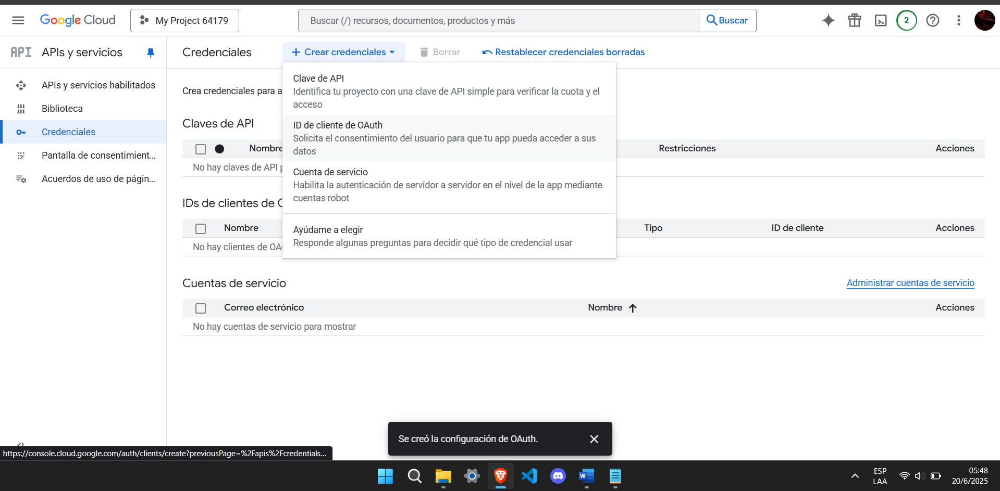 Google Cloud
My Project 64179
Buscar (/) recursos, documentos, productos y más
Buscar
2
API
APIs y servicios
Credenciales
Crear credenciales
Borrar
Restablecer credenciales borradas
APIs y servicios habilitados
Biblioteca
Credenciales
Pantalla de consentimient...
Acuerdos de uso de págin...
Crea credenciales para a
Clave de API
Identifica tu proyecto con una clave de API simple para verificar la cuota y el
acceso
ID de cliente de OAuth
Solicita el consentimiento del usuario para que tu app pueda acceder a sus
datos
Cuenta de servicio
Habilita la autenticación de servidor a servidor en el nivel de la app mediante
cuentas robot
Ayúdame a elegir
Responde algunas preguntas para decidir qué tipo de credencial usar
Claves de API
Nombre
Restricciones
Acciones
No hay claves de API p
IDs de clientes de O
Nombre
Tipo
ID de cliente
Acciones
No hay clientes de OAu
Cuentas de servicio
Administrar cuentas de servicio
Correo electrónico
Nombre
Acciones
No hay cuentas de servicio para mostrar
Se creó la configuración de OAuth.
https://console.cloud.google.com/auth/clients/create?previousPage=%2Fapis%2Fcredentials...
W
ESP
LAA
05:48
20/6/2025